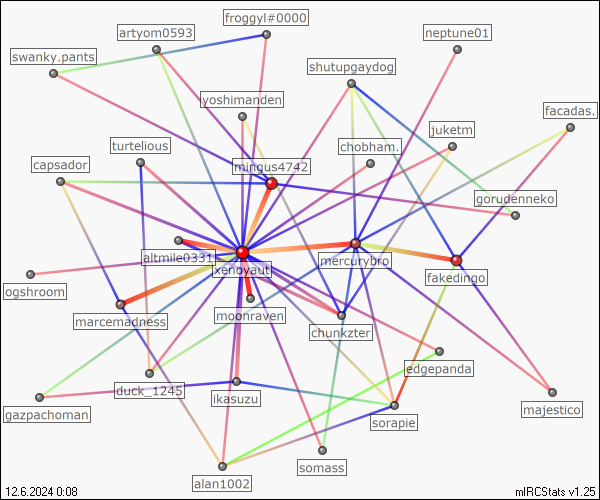 froggyl#0000
artyom0593
neptune01
swanky.pants
shutupgaydog
yoshimanden
facadas.
juketm
turtelious
chobham.
capsador
mingus4742
gorudenneko
altmile0331
mercurybro
xenoyaut
fakedingo
ogshroom
moonraven
marcemadness
chunkzter
edgepanda
duck_1245
ikasuzu
gazpachoman
majestico
sorapie
somass
alan1002
12.6.2024 0:08
mIRCStats v1.25